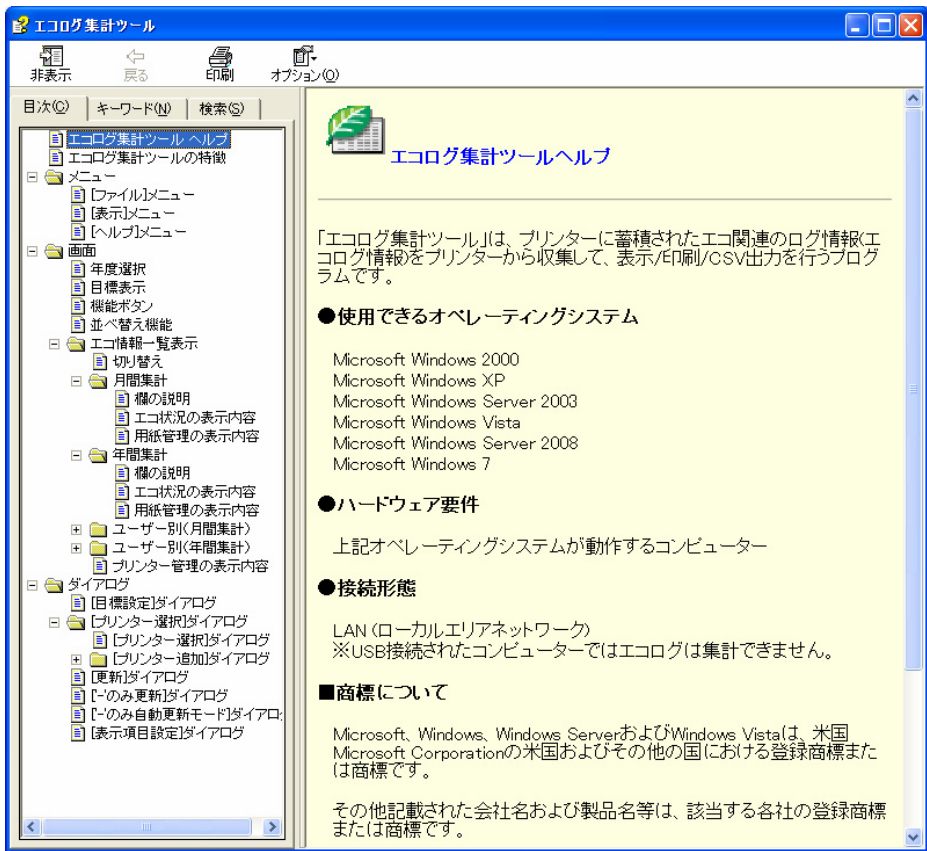 エコログ集計ツール
非表示
戻る
印刷
オプション(O)
目次(C)
キーワード(N)
検索(S)
エコログ集計ツール ヘルプ
エコログ集計ツールの特徴
メニュー
[ファイル]メニュー
[表示]メニュー
[ヘルプ]メニュー
画面
年度選択
目標表示
機能ボタン
並べ替え機能
エコ情報一覧表示
切り替え
月間集計
欄の説明
エコ状況の表示内容
用紙管理の表示内容
年間集計
欄の説明
エコ状況の表示内容
用紙管理の表示内容
ユーザー別(月間集計)
ユーザー別(年間集計)
プリンター管理の表示内容
ダイアログ
[目標設定]ダイアログ
[プリンター選択]ダイアログ
[プリンター選択]ダイアログ
[プリンター追加]ダイアログ
[更新]ダイアログ
['-'のみ更新]ダイアログ
['-'のみ自動更新モード]ダイアロ
[表示項目設定]ダイアログ
エコログ集計ツールヘルプ
「エコログ集計ツール」は、プリンターに蓄積されたエコ関連のログ情報(エ
コログ情報)をプリンターから収集して、表示/印刷/CSV出力を行うプログ
ラムです。
●使用できるオペレーティングシステム
Microsoft Windows 2000
Microsoft Windows XP
Microsoft Windows Server 2003
Microsoft Windows Vista
Microsoft Windows Server 2008
Microsoft Windows 7
●ハードウェア要件
上記オペレーティングシステムが動作するコンピューター
●接続形態
LAN (ローカルエリアネットワーク)
※USB接続されたコンピューターではエコログは集計できません。
■商標について
Microsoft、Windows、Windows ServerおよびWindows Vistaは、米国
Microsoft Corporationの米国およびその他の国における登録商標また
は商標です。
その他記載された会社名および製品名等は、該当する各社の登録商標
または商標です。